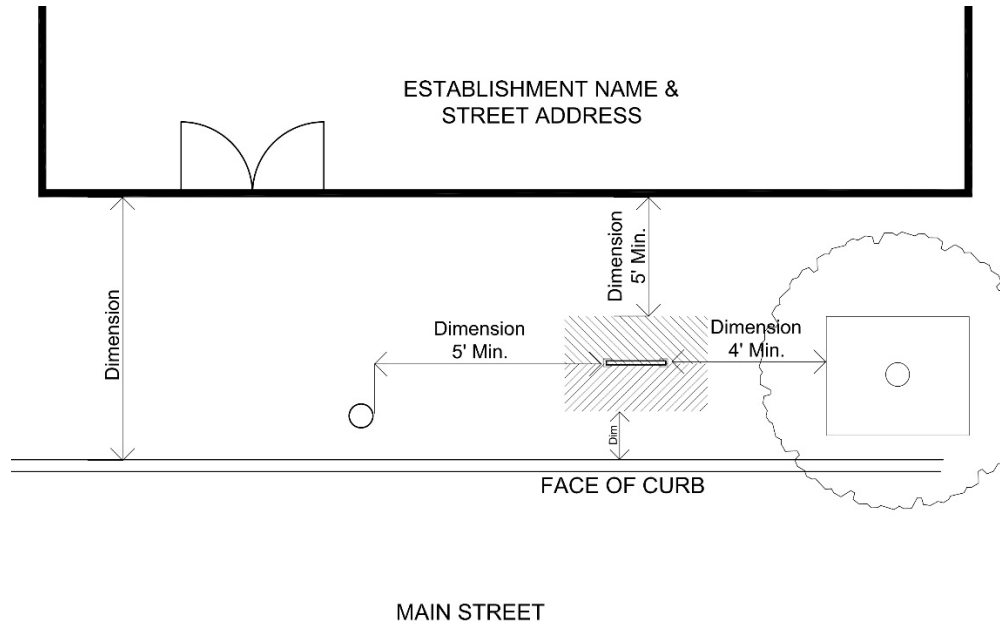 ESTABLISHMENT NAME &
STREET ADDRESS
Dimension
5' Min.
Dimension
Dimension
5' Min.
Dimension
4' Min.
Dim
FACE OF CURB
MAIN STREET